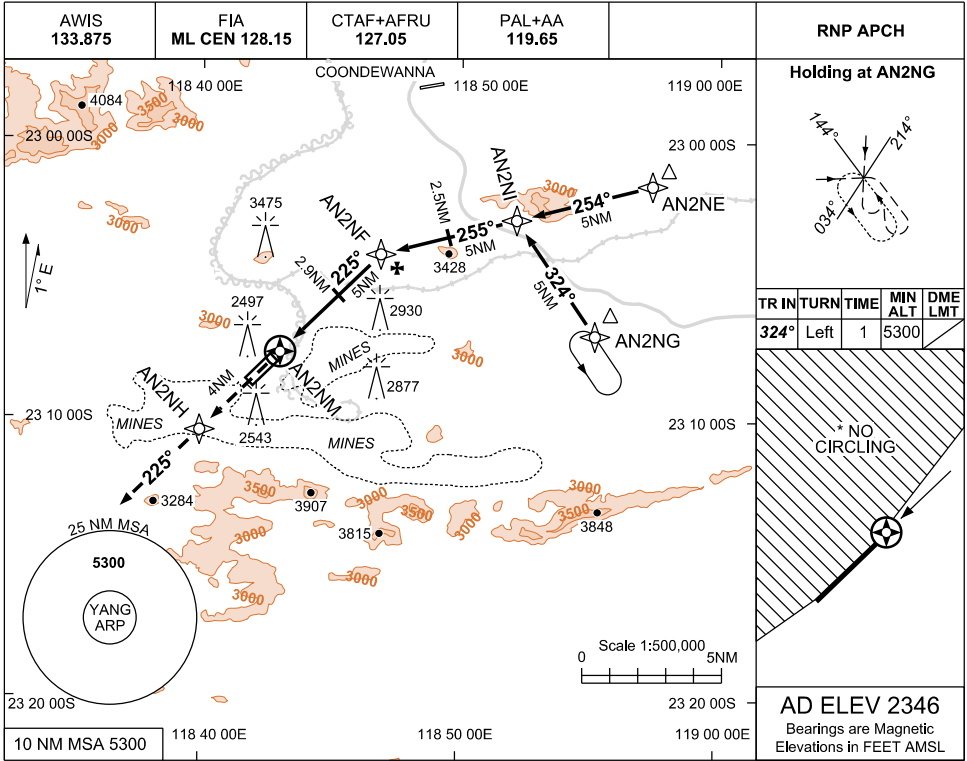 AWIS
133.875
FIA
ML CEN 128.15
CTAF+AFRU
127.05
PAL+AA
119.65
RNP APCH
118 40 00E
COONDEWANNA
118 50 00E
119 00 00E
Holding at AN2NG
4084
3500
3000
23 00 00S
23 00 00S
144°
214°
034°
AN2NI
3000
AN2NE
254°
5NM
2.5NM
255°
5NM
AN2NF
3475
3000
3428
324°
5NM
1° E
2.9NM
225°
5NM
2497
3000
2930
AN2NG
TR IN
TURN
TIME
MIN
ALT
DME
LMT
324°
Left
1
5300
MINES
3000
AN2NM
2877
4NM
AN2NH
MINES
2543
MINES
23 10 00S
23 10 00S
* NO
CIRCLING
225°
3284
3500
3907
3000
3500
3000
3000
3500
3848
3000
3815
3000
3000
25 NM MSA
5300
YANG
ARP
Scale 1:500,000
0
5NM
23 20 00S
23 20 00S
AD ELEV 2346
Bearings are Magnetic
Elevations in FEET AMSL
10 NM MSA 5300
118 40 00E
118 50 00E
119 00 00E